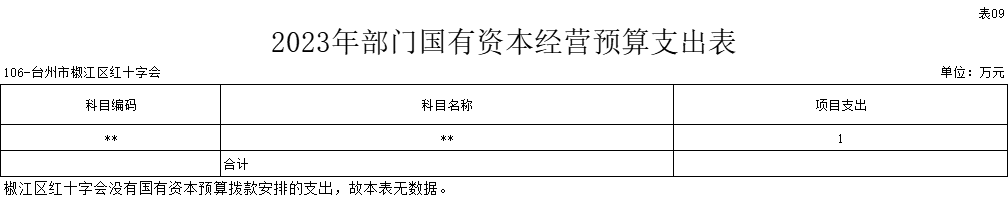 表09
2023年部门国有资本经营预算支出表
106-台州市椒江区红十字会 单位：万元
科目编码 科目名称 项目支出
** ** 1
合计
椒江区红十字会没有国有资本预算拨款安排的支出，故本表无数据。